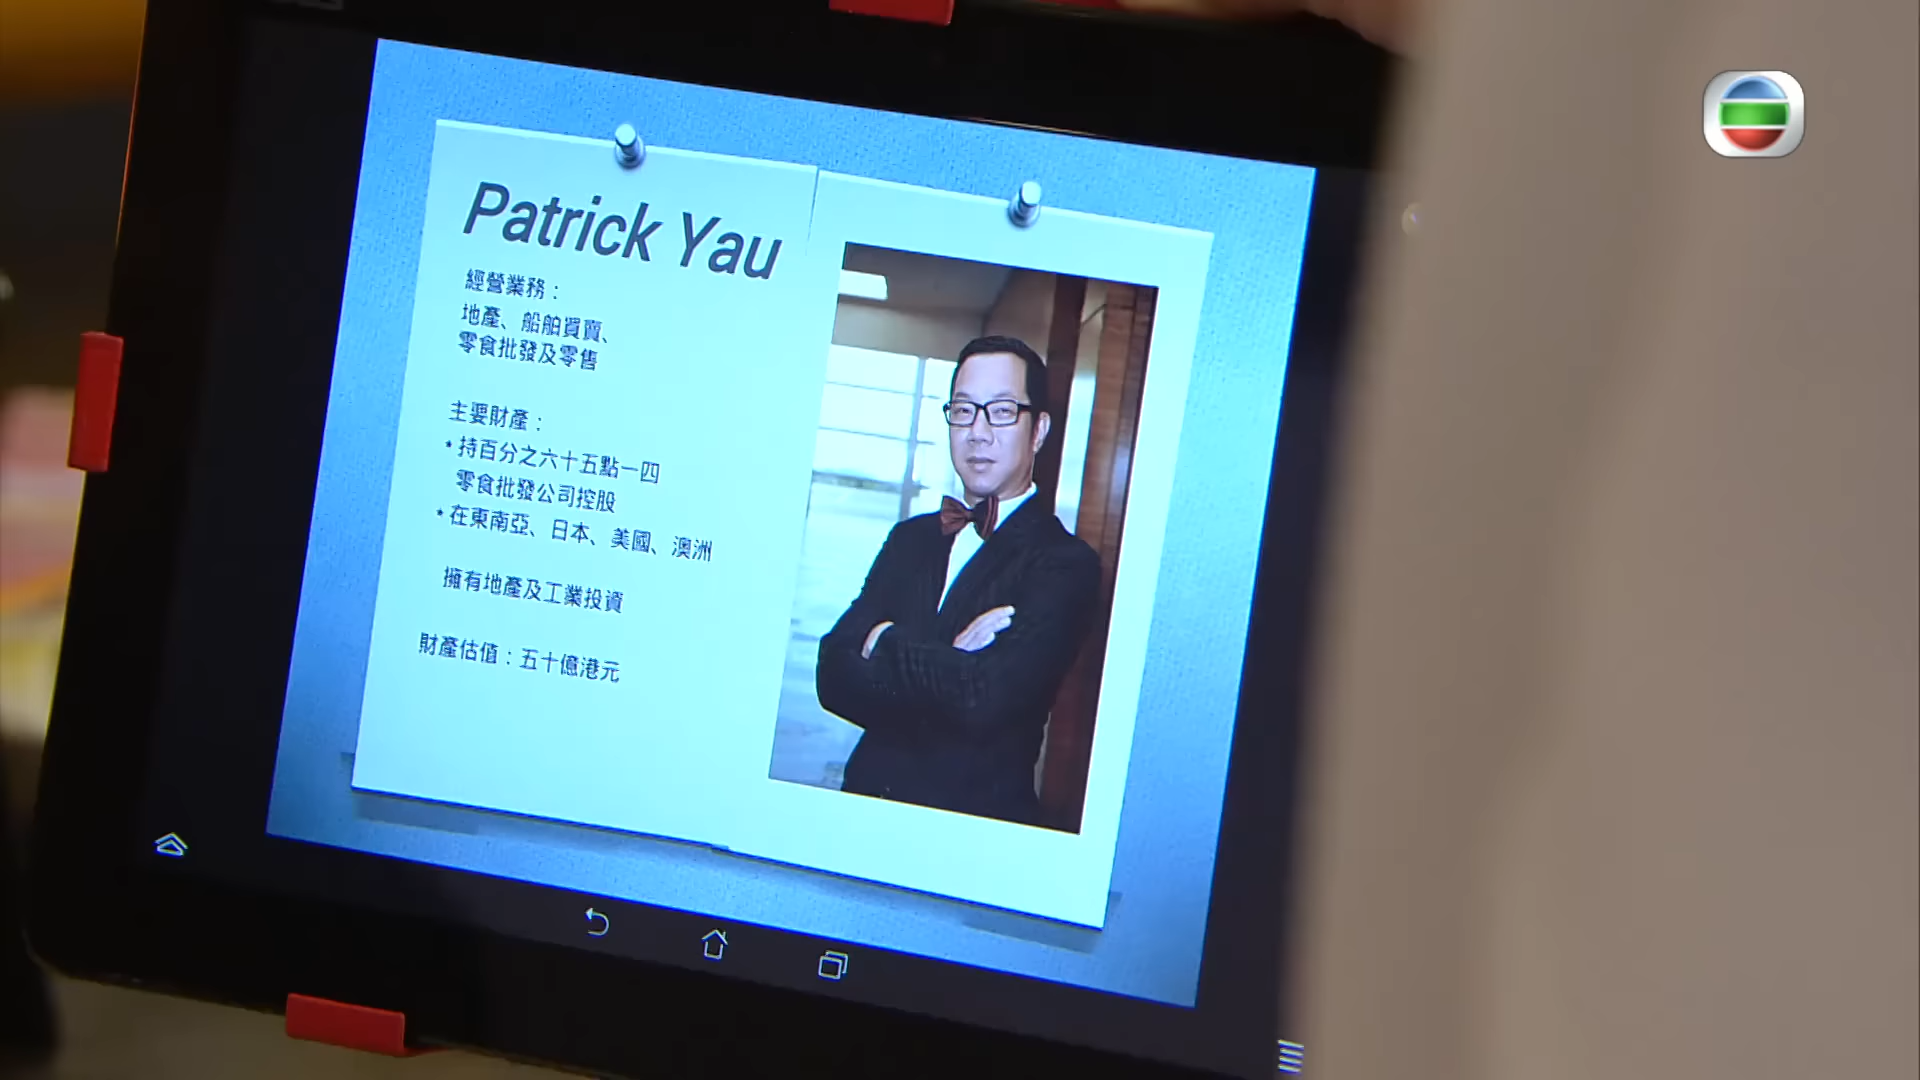 Patrick Yau
經營業務：
地產、船舶買賣、
零食批發及零售
主要財產：
* 持百分之六十五點一四
零食批發公司控股
* 在東南亞、日本、美國、澳洲
擁有地產及工業投資
財產估值：五十億港元